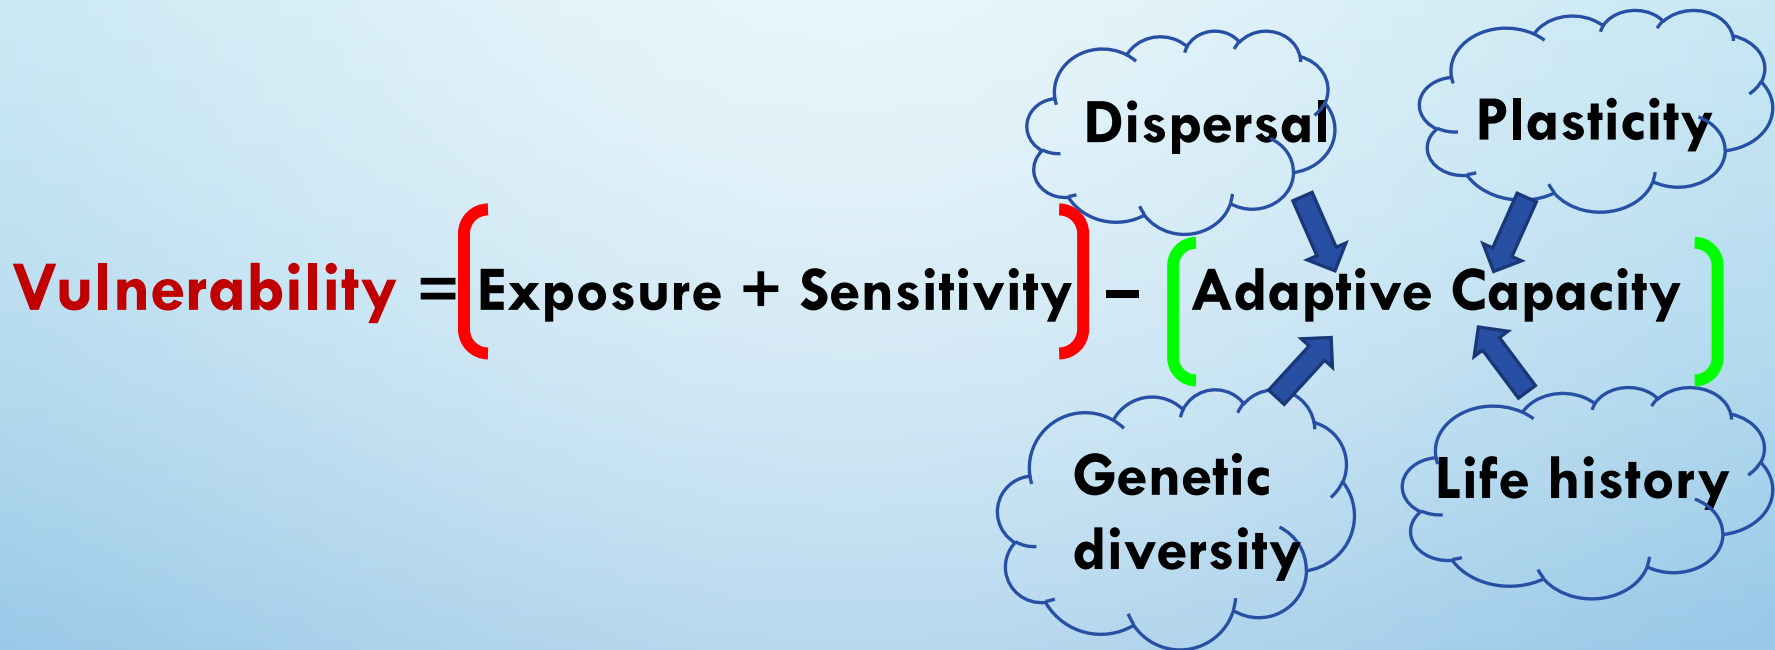 Dispersal
Plasticity
Vulnerability = Exposure + Sensitivity – Adaptive Capacity
Genetic
diversity
Life history